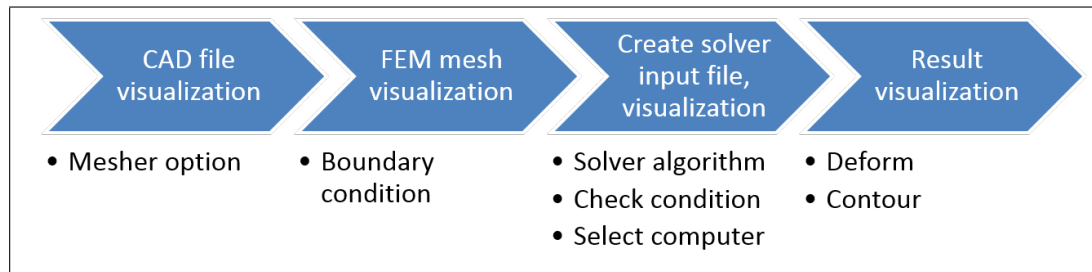 CAD file
visualization
FEM mesh
visualization
Create solver
input file,
visualization
Result
visualization
• Mesher option
• Boundary
condition
• Solver algorithm
• Check condition
• Select computer
• Deform
• Contour